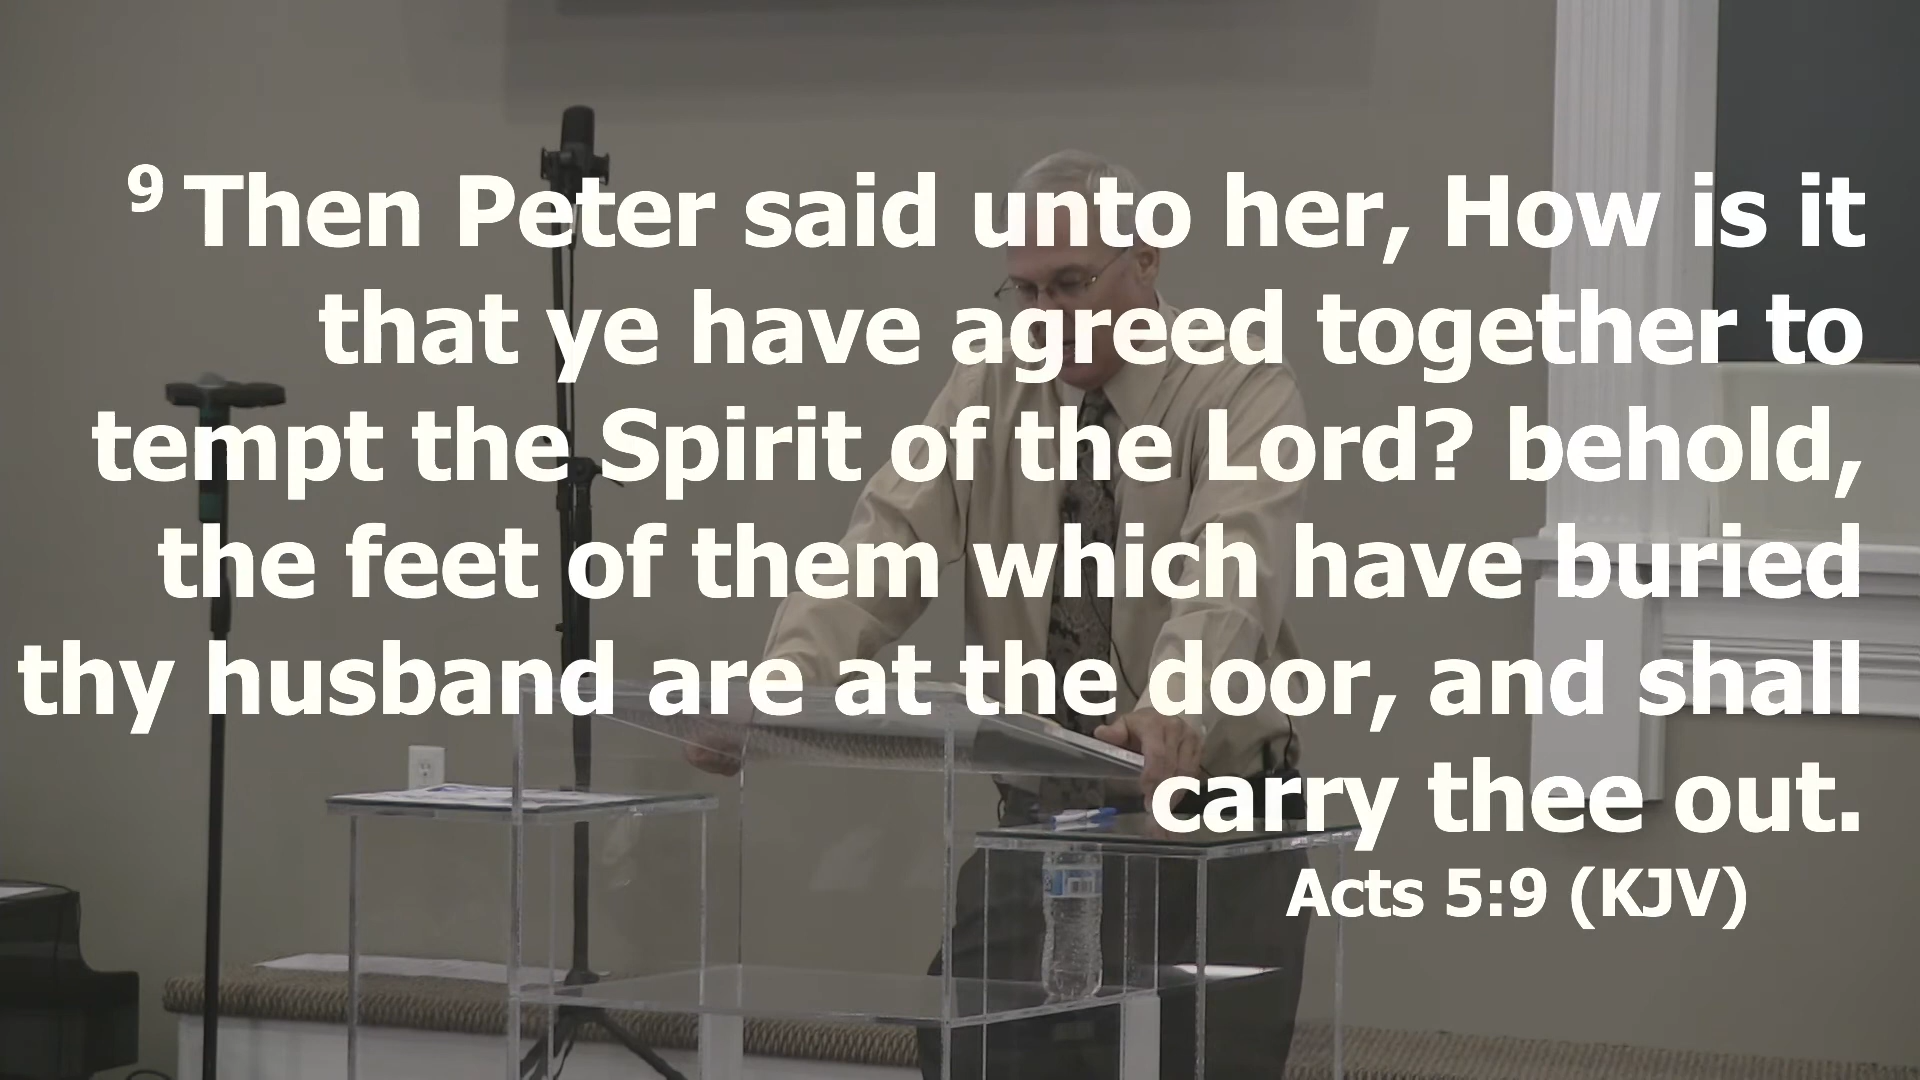 9 Then Peter said unto her, How is it
that ye have agreed together to
tempt the Spirit of the Lord? behold,
the feet of them which have buried
thy husband are at the door, and shall
carry thee out.
Acts 5:9 (KJV)